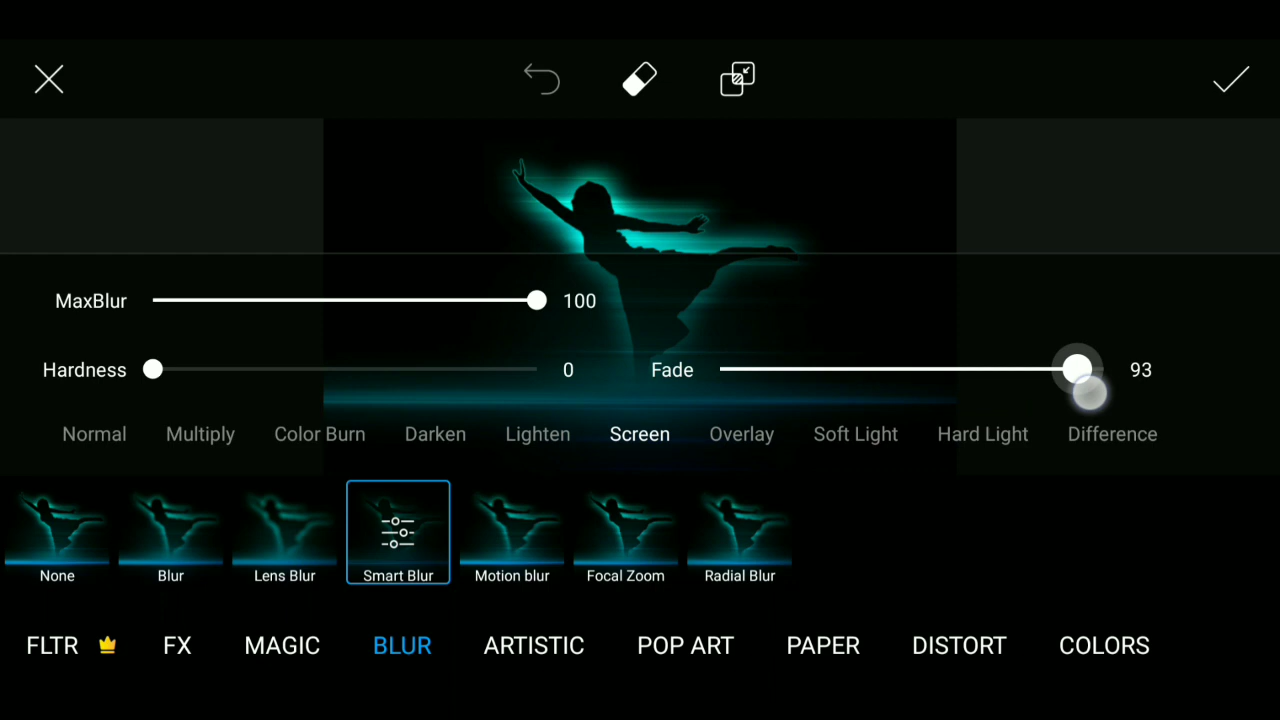 MaxBlur 100
Hardness 0 Fade 93
Normal Multiply Color Burn Darken Lighten Screen Overlay Soft Light Hard Light Difference
None Blur Lens Blur Smart Blur Motion blur Focal Zoom Radial Blur
FLTR FX MAGIC BLUR ARTISTIC POP ART PAPER DISTORT COLORS